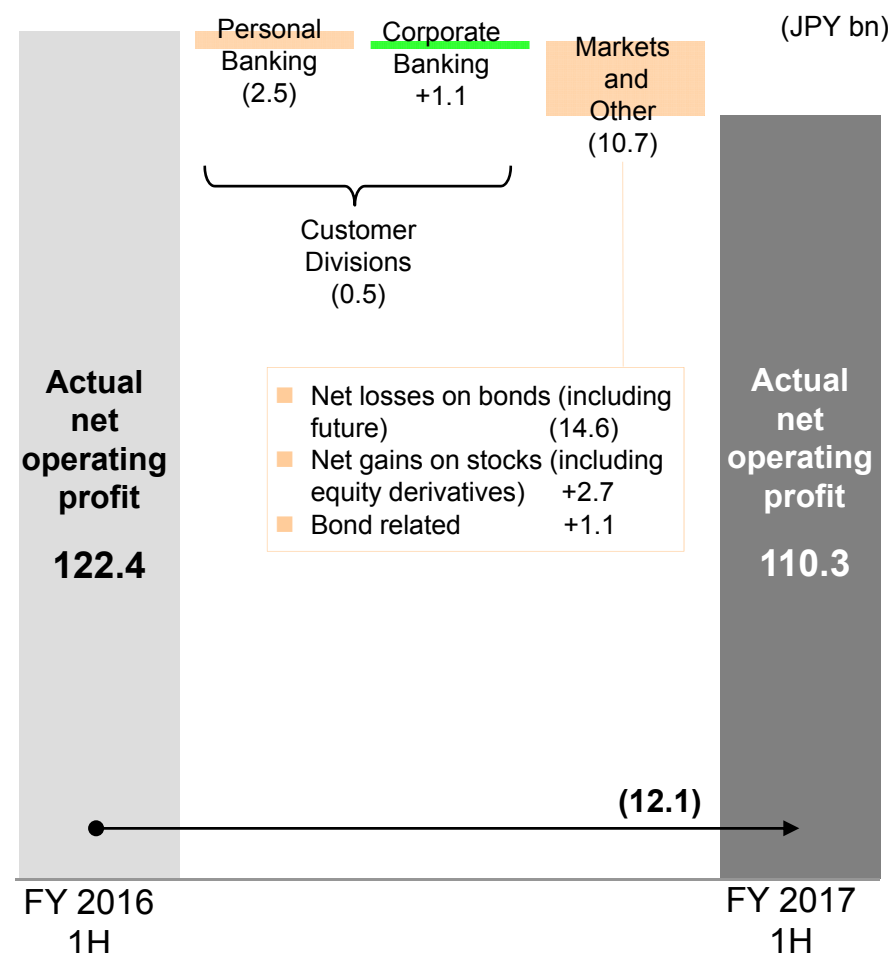 (JPY bn)
Personal
Banking
(2.5)
Corporate
Banking
+1.1
Markets
and
Other
(10.7)
Customer
Divisions
(0.5)
Actual
net
operating
profit
122.4
Net losses on bonds (including
future) (14.6)
Net gains on stocks (including
equity derivatives) +2.7
Bond related +1.1
Actual
net
operating
profit
110.3
(12.1)
FY 2016
1H
FY 2017
1H